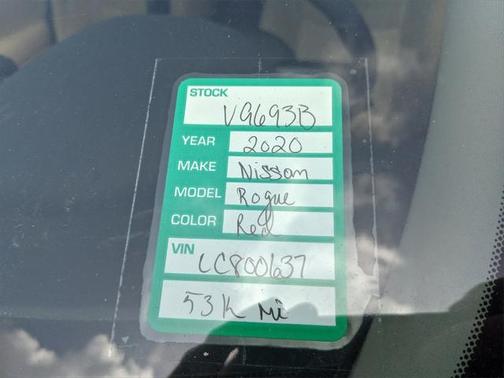 STOCK
V9693B
YEAR 2020
MAKE Nissan
MODEL Rogue
COLOR Red
VIN LC800637
53K mi